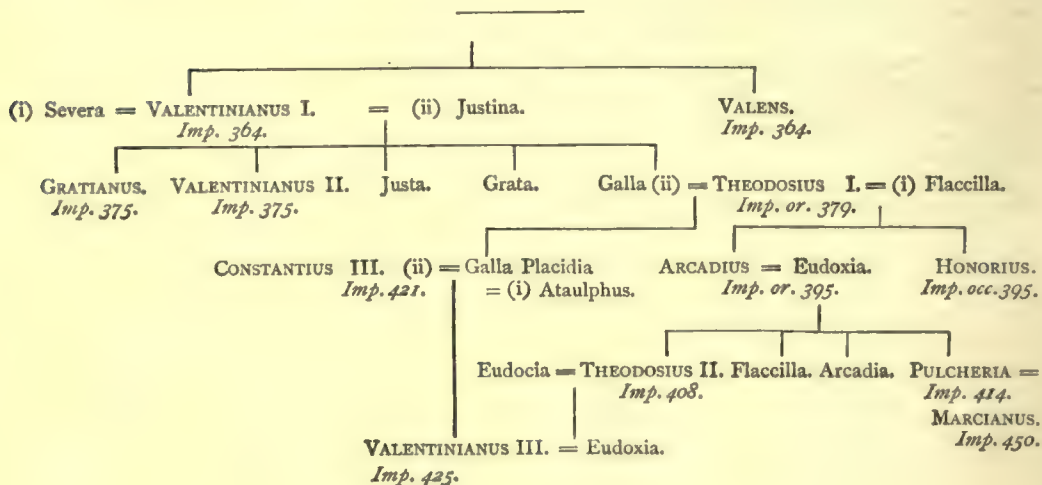 (i) Severa = VALENTINIANUS I. = (ii) Justina. VALENS.
Imp. 364. Imp. 364.
GRATIANUS. VALENTINIANUS II. Justa. Grata. Galla (ii) = THEODOSIUS I. = (i) Flaccilla.
Imp. 375. Imp. 375. Imp. or. 379.
CONSTANTIUS III. (ii) = Galla Placidia ARCADIUS = Eudoxia. HONORIUS.
Imp. 421. = (i) Ataulphus. Imp. or. 395. Imp. occ. 395.
Eudocia = THEODOSIUS II. Flaccilla. Arcadia. PULCHERIA =
Imp. 408. Imp. 414.
MARCIANUS.
Imp. 450.
VALENTINIANUS III. = Eudoxia.
Imp. 425.